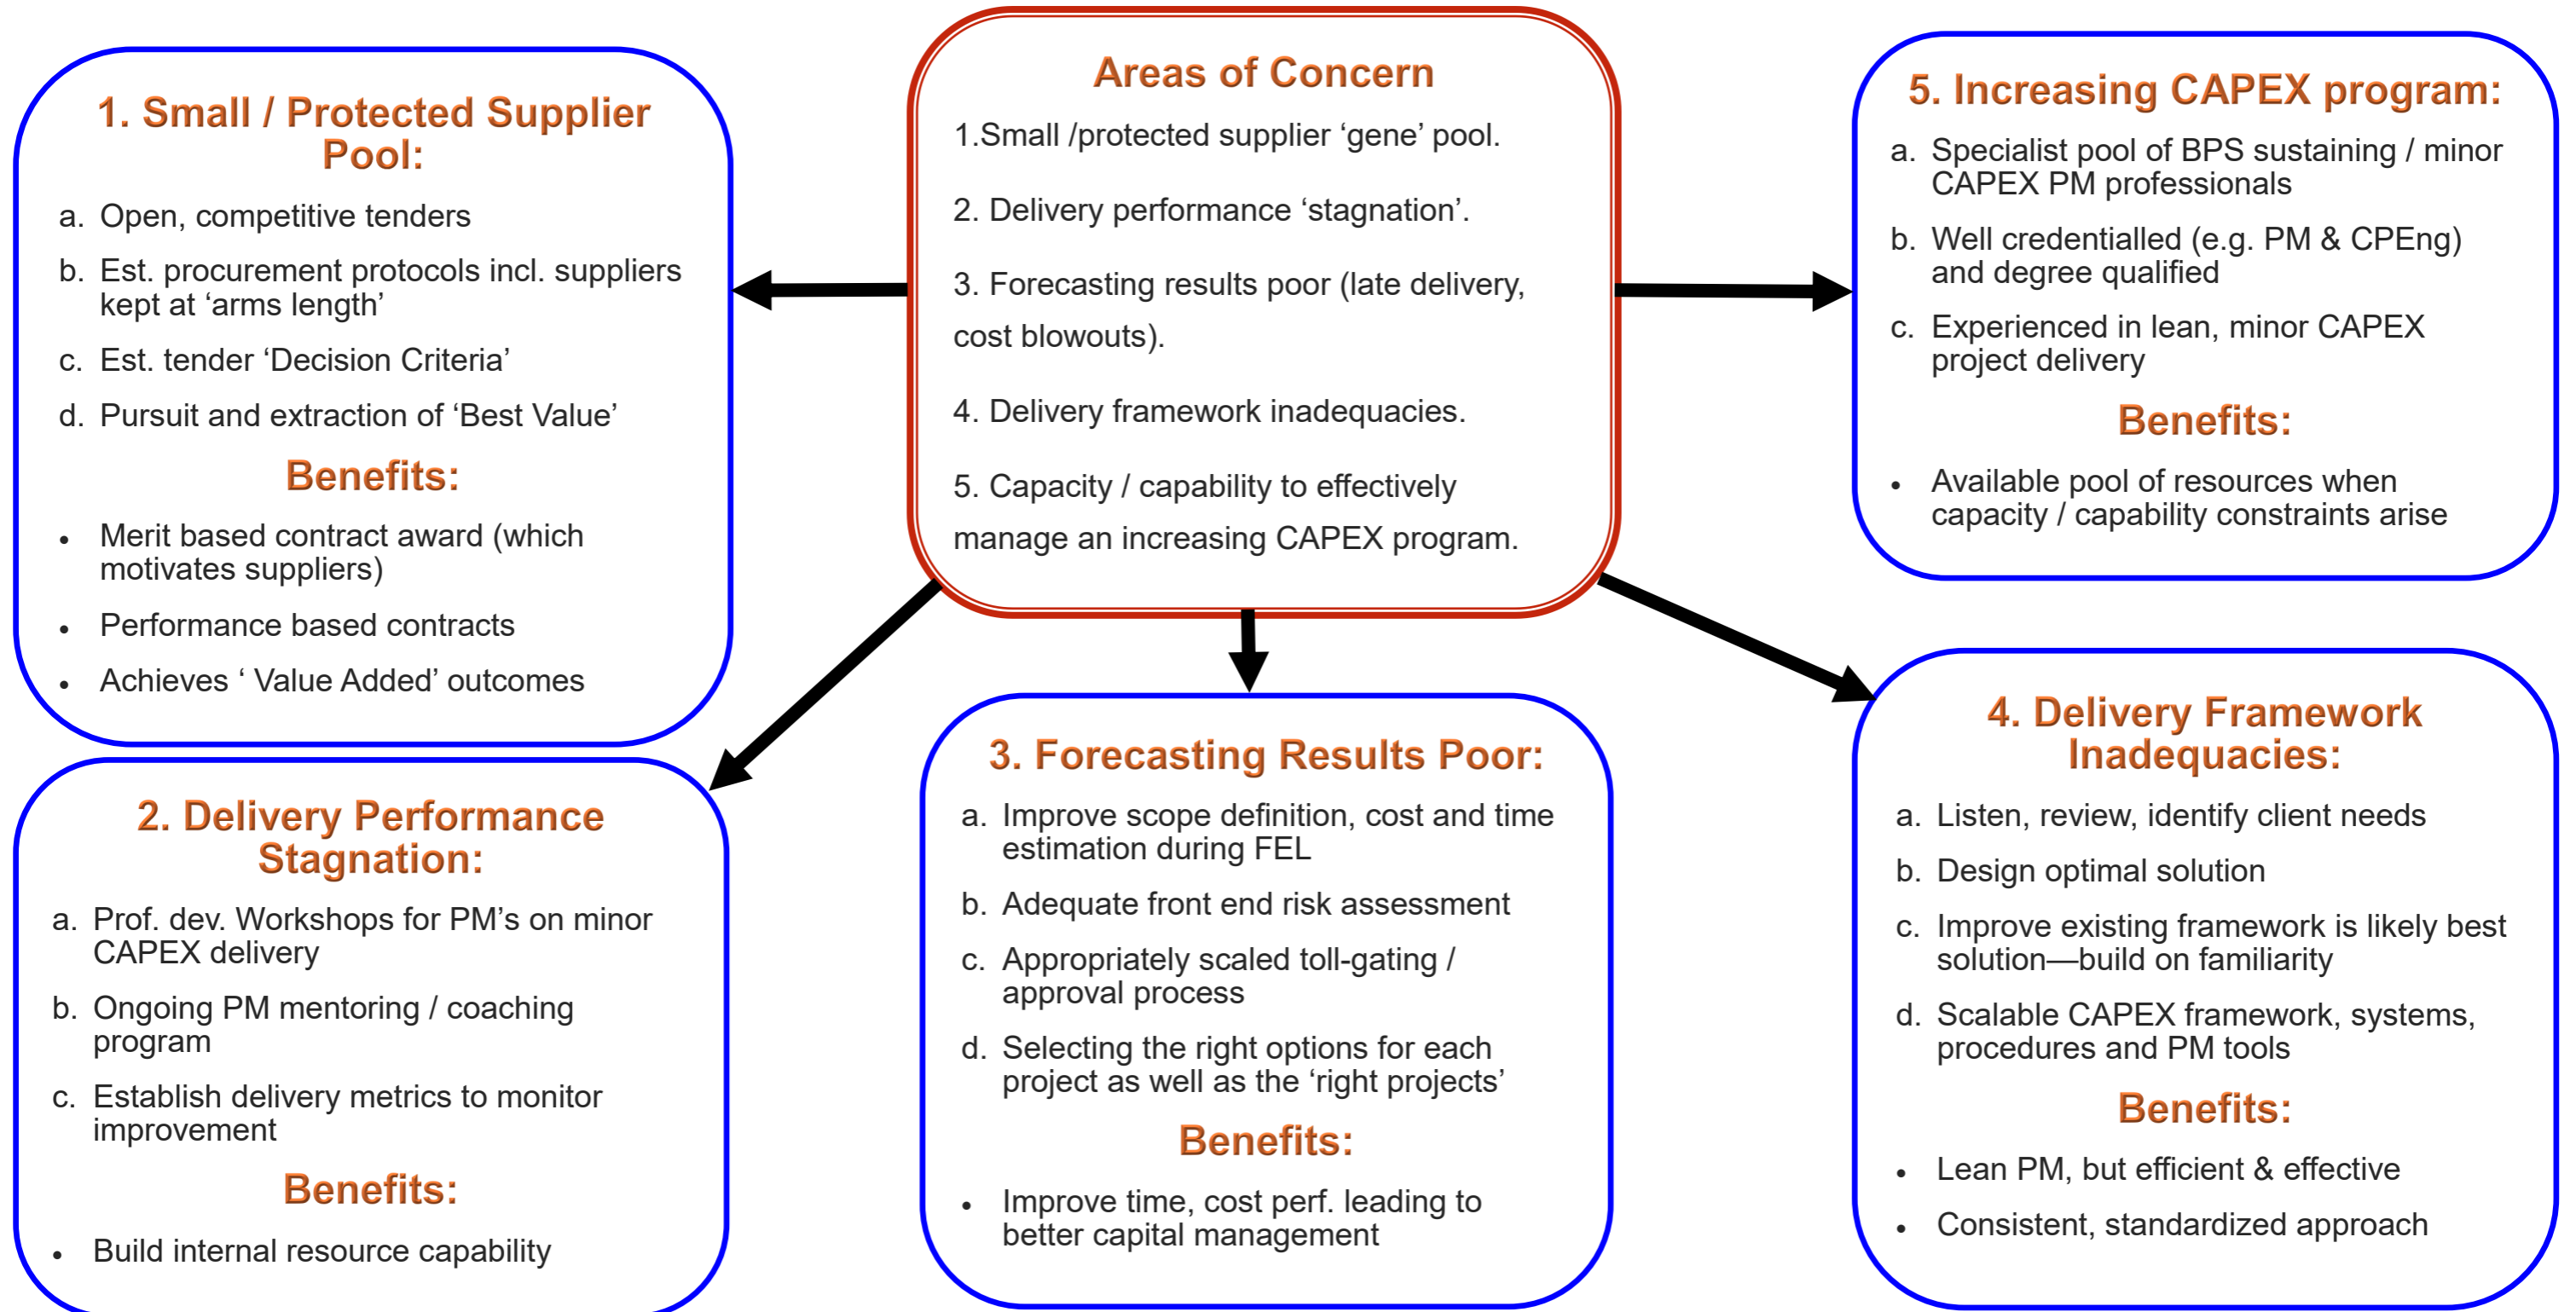 Areas of Concern
1.Small /protected supplier ‘gene’ pool.
2. Delivery performance ‘stagnation’.
3. Forecasting results poor (late delivery,
cost blowouts).
4. Delivery framework inadequacies.
5. Capacity / capability to effectively
manage an increasing CAPEX program.
1. Small / Protected Supplier
Pool:
a. Open, competitive tenders
b. Est. procurement protocols incl. suppliers
kept at ‘arms length’
c. Est. tender ‘Decision Criteria’
d. Pursuit and extraction of ‘Best Value’
Benefits:
• Merit based contract award (which
motivates suppliers)
• Performance based contracts
• Achieves ‘ Value Added’ outcomes
2. Delivery Performance
Stagnation:
a. Prof. dev. Workshops for PM’s on minor
CAPEX delivery
b. Ongoing PM mentoring / coaching
program
c. Establish delivery metrics to monitor
improvement
Benefits:
• Build internal resource capability
3. Forecasting Results Poor:
a. Improve scope definition, cost and time
estimation during FEL
b. Adequate front end risk assessment
c. Appropriately scaled toll-gating /
approval process
d. Selecting the right options for each
project as well as the ‘right projects’
Benefits:
• Improve time, cost perf. leading to
better capital management
4. Delivery Framework
Inadequacies:
a. Listen, review, identify client needs
b. Design optimal solution
c. Improve existing framework is likely best
solution—build on familiarity
d. Scalable CAPEX framework, systems,
procedures and PM tools
Benefits:
• Lean PM, but efficient & effective
• Consistent, standardized approach
5. Increasing CAPEX program:
a. Specialist pool of BPS sustaining / minor
CAPEX PM professionals
b. Well credentialled (e.g. PM & CPEng)
and degree qualified
c. Experienced in lean, minor CAPEX
project delivery
Benefits:
• Available pool of resources when
capacity / capability constraints arise